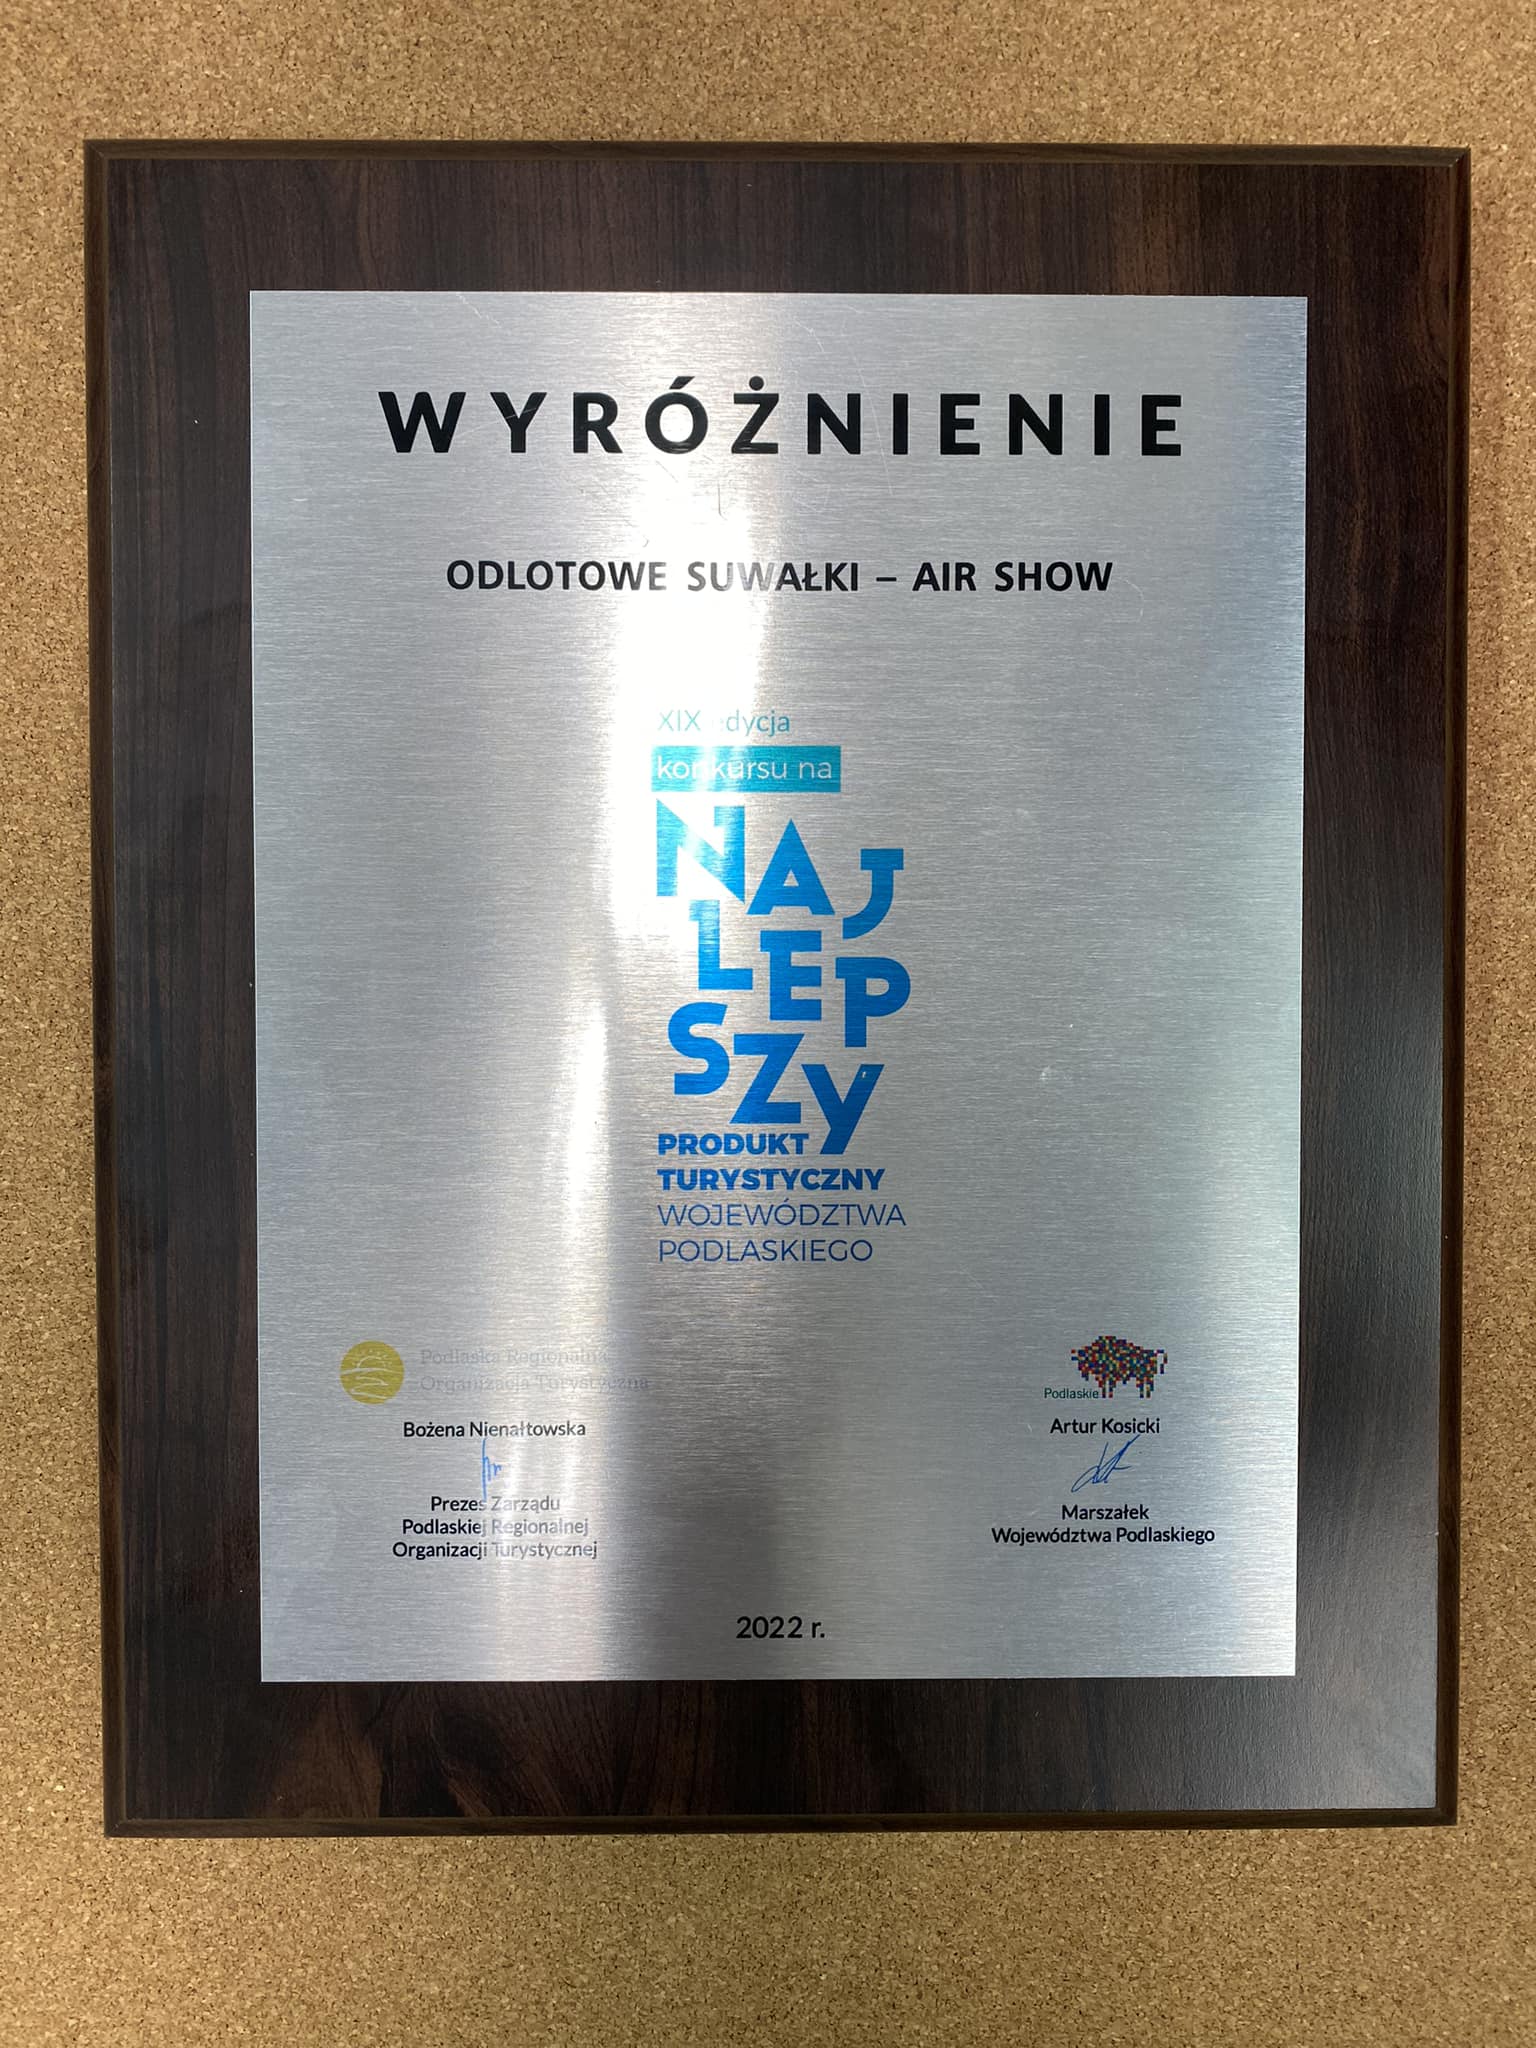 WYRÓŻNIENIE
ODLOTOWE SUWAŁKI – AIR SHOW
XIX edycja
konkursu na
NAJ
LEP
SZY
PRODUKT
TURYSTYCZNY
WOJEWÓDZTWA
PODLASKIEGO
Podlaska Regionalna
Organizacja Turystyczna
Bożena Nienałtowska
Prezes Zarządu
Podlaskiej Regionalnej
Organizacji Turystycznej
Podlaskie
Artur Kosicki
Marszałek
Województwa Podlaskiego
2022 r.